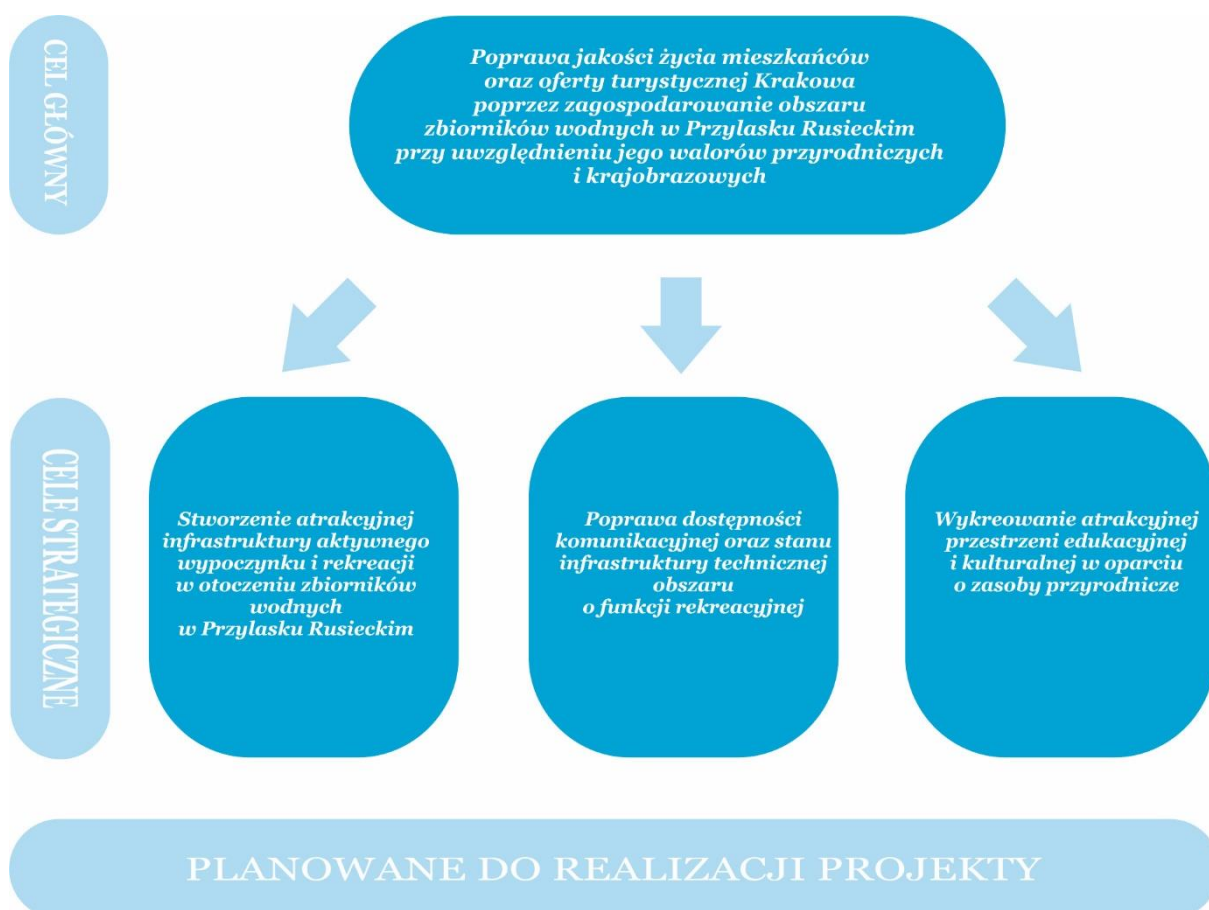 CEL GŁÓWNY
Poprawa jakości życia mieszkańców
oraz oferty turystycznej Krakowa
poprzez zagospodarowanie obszaru
zbiorników wodnych w Przylasku Rusieckim
przy uwzględnieniu jego walorów przyrodniczych
i krajobrazowych
CELE STRATEGICZNE
Stworzenie atrakcyjnej
infrastruktury aktywnego
wypoczynku i rekreacji
w otoczeniu zbiorników
wodnych
w Przylasku Rusieckim
Poprawa dostępności
komunikacyjnej oraz stanu
infrastruktury technicznej
obszaru
o funkcji rekreacyjnej
Wykreowanie atrakcyjnej
przestrzeni edukacyjnej
i kulturalnej w oparciu
o zasoby przyrodnicze
PLANOWANE DO REALIZACJI PROJEKTY